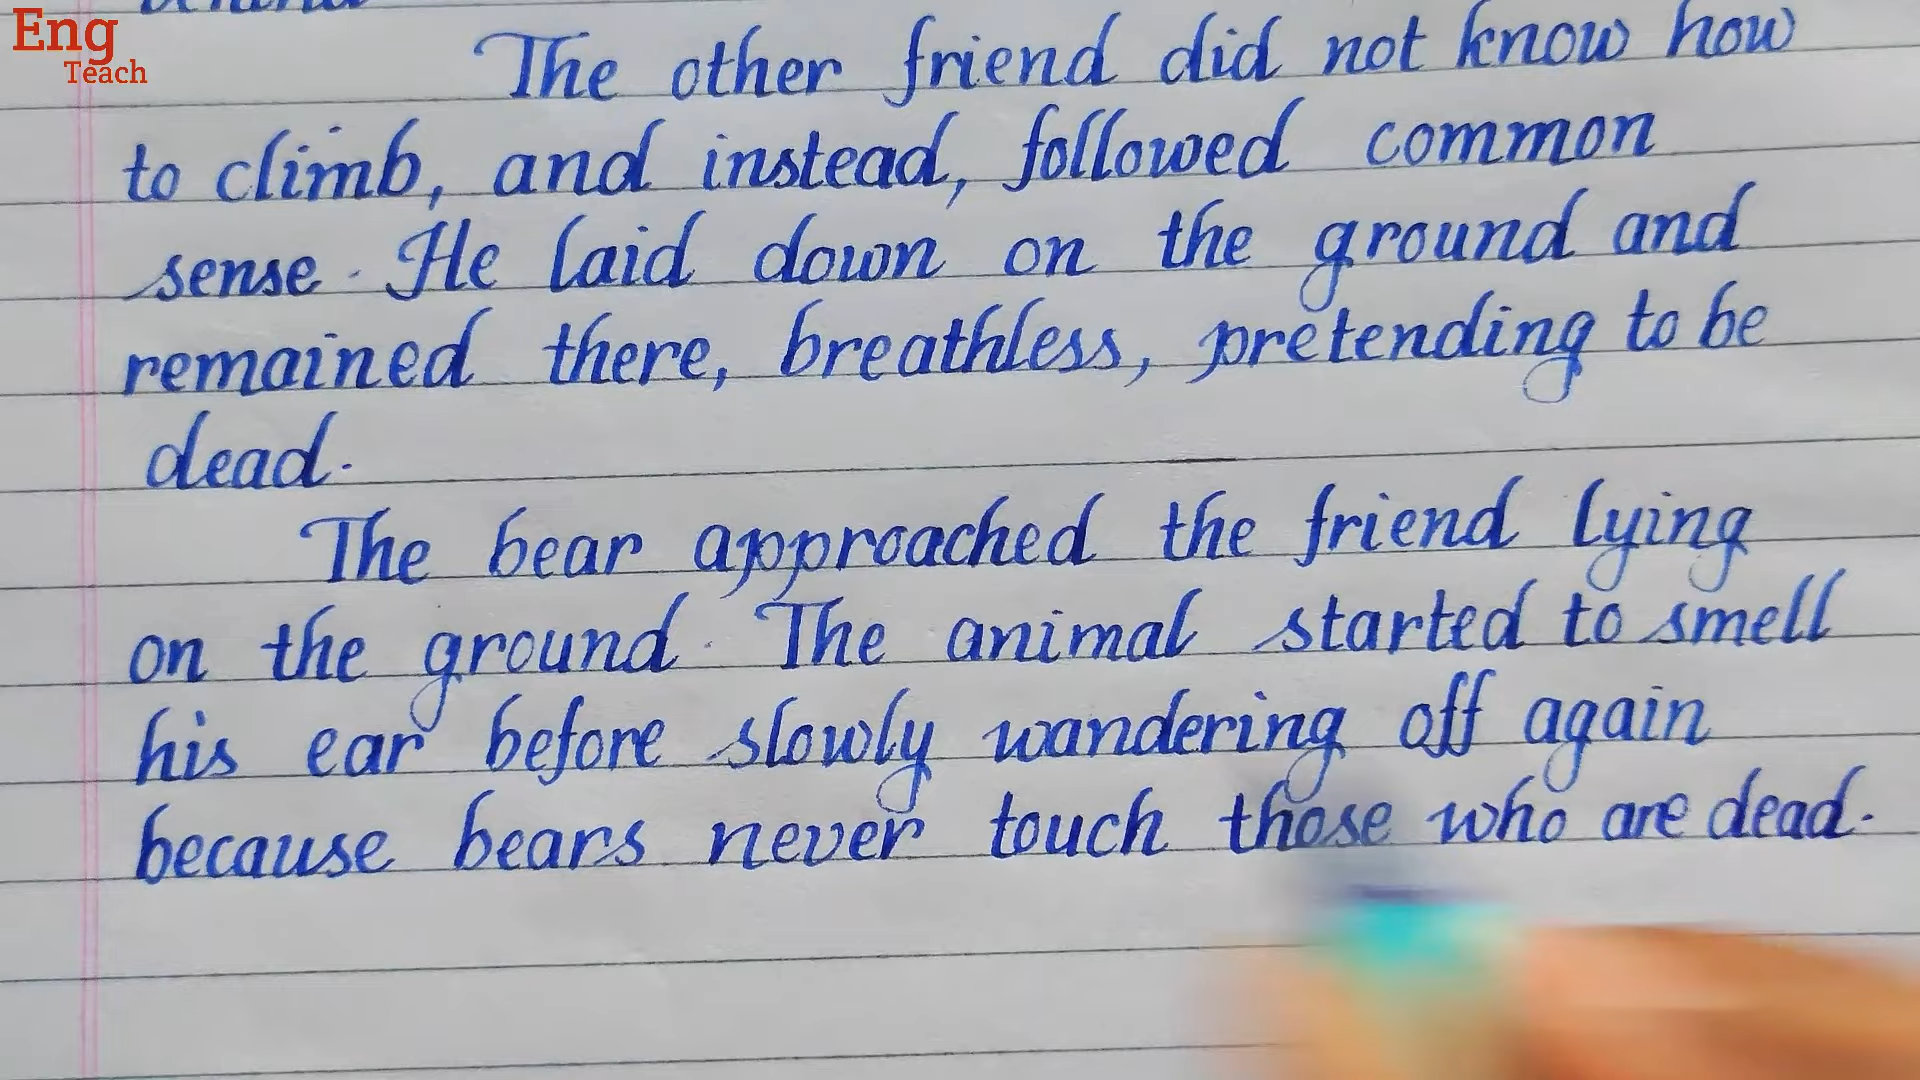 Eng
Teach
The other friend did not know how
to climb, and instead, followed common
sense. He laid down on the ground and
remained there, breathless, pretending to be
dead.
The bear approached the friend lying
on the ground. The animal started to smell
his ear before slowly wandering off again
because bears never touch those who are dead.